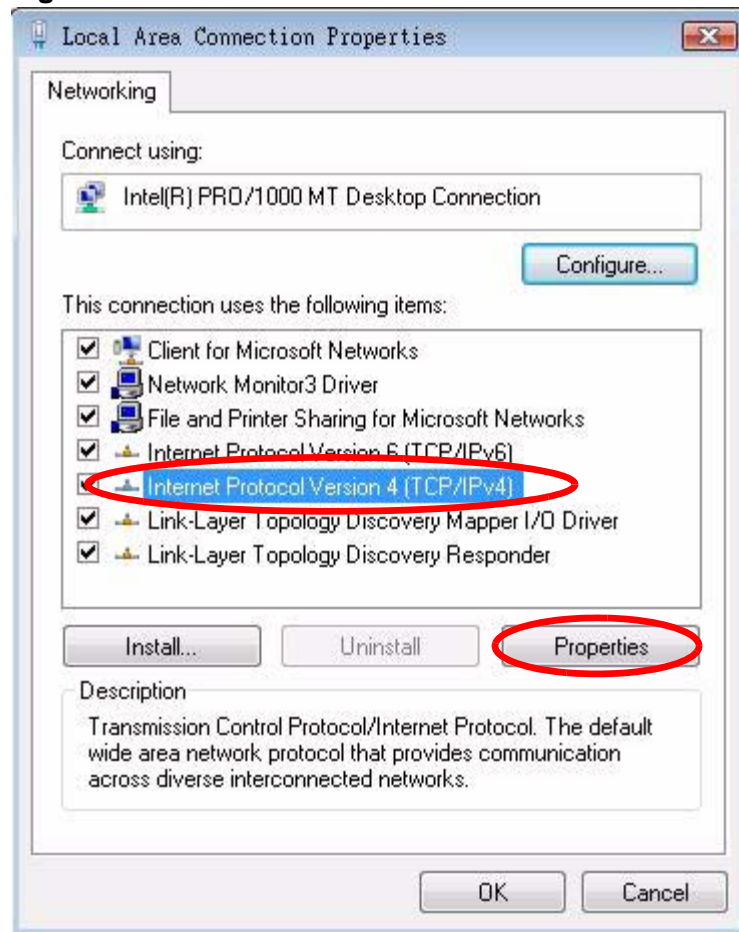 Local Area Connection Properties
Networking
Connect using:
Intel(R) PRO/1000 MT Desktop Connection
Configure...
This connection uses the following items:
Client for Microsoft Networks
Network Monitor3 Driver
File and Printer Sharing for Microsoft Networks
Internet Protocol Version 6 (TCP/IPv6)
Internet Protocol Version 4 (TCP/IPv4)
Link-Layer Topology Discovery Mapper I/O Driver
Link-Layer Topology Discovery Responder
Install...
Uninstall
Properties
Description
Transmission Control Protocol/Internet Protocol. The default
wide area network protocol that provides communication
across diverse interconnected networks.
OK
Cancel